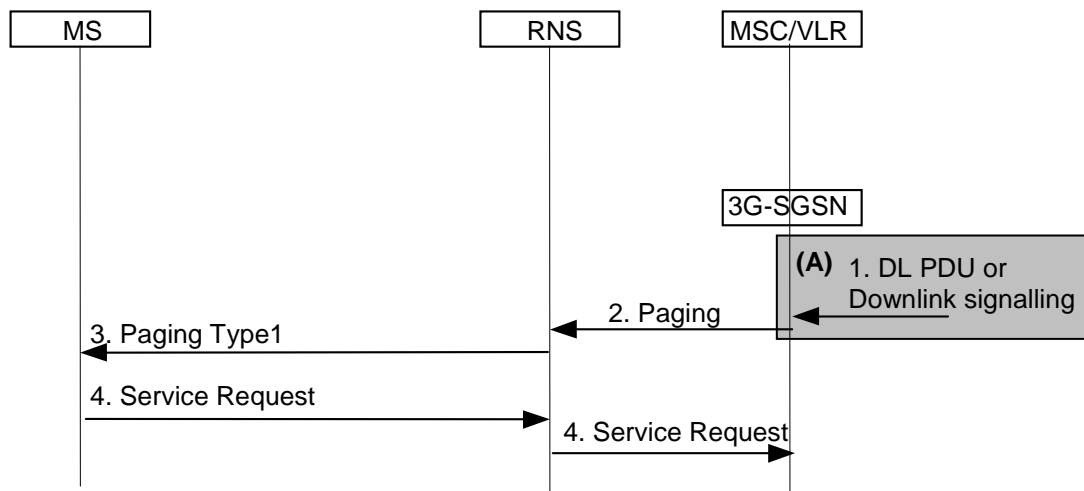 MS
RNS
MSC/VLR
3G-SGSN
(A) 1. DL PDU or
Downlink signalling
2. Paging
3. Paging Type1
4. Service Request
4. Service Request